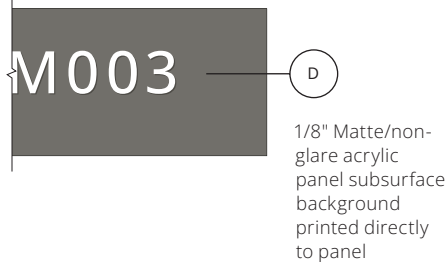 M003
D
1/8" Matte/non-
glare acrylic
panel subsurface
background
printed directly
to panel